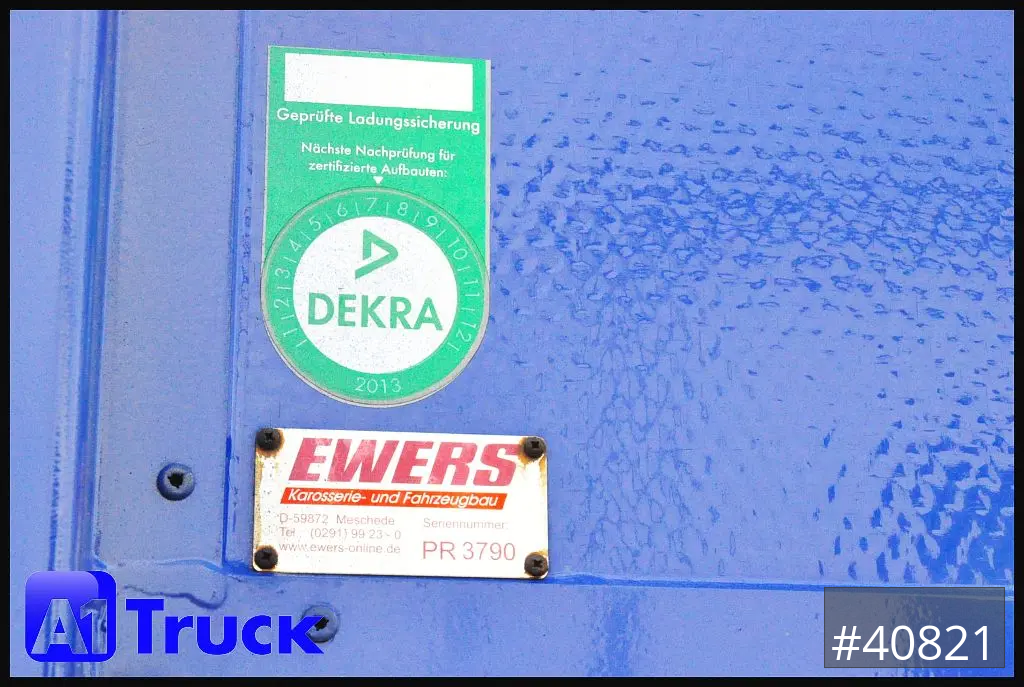 Geprüfte Ladungssicherung
Nächste Nachprüfung für
zertifizierte Aufbauten:
1 2 3 4 5 6 7 8 9 10 11 12
DEKRA
2013
EWERS
Karosserie- und Fahrzeugbau
D-59872 Meschede
Tel.: (0291) 99 23 - 0
www.ewers-online.de
Seriennummer:
PR 3790
A1 Truck
#40821